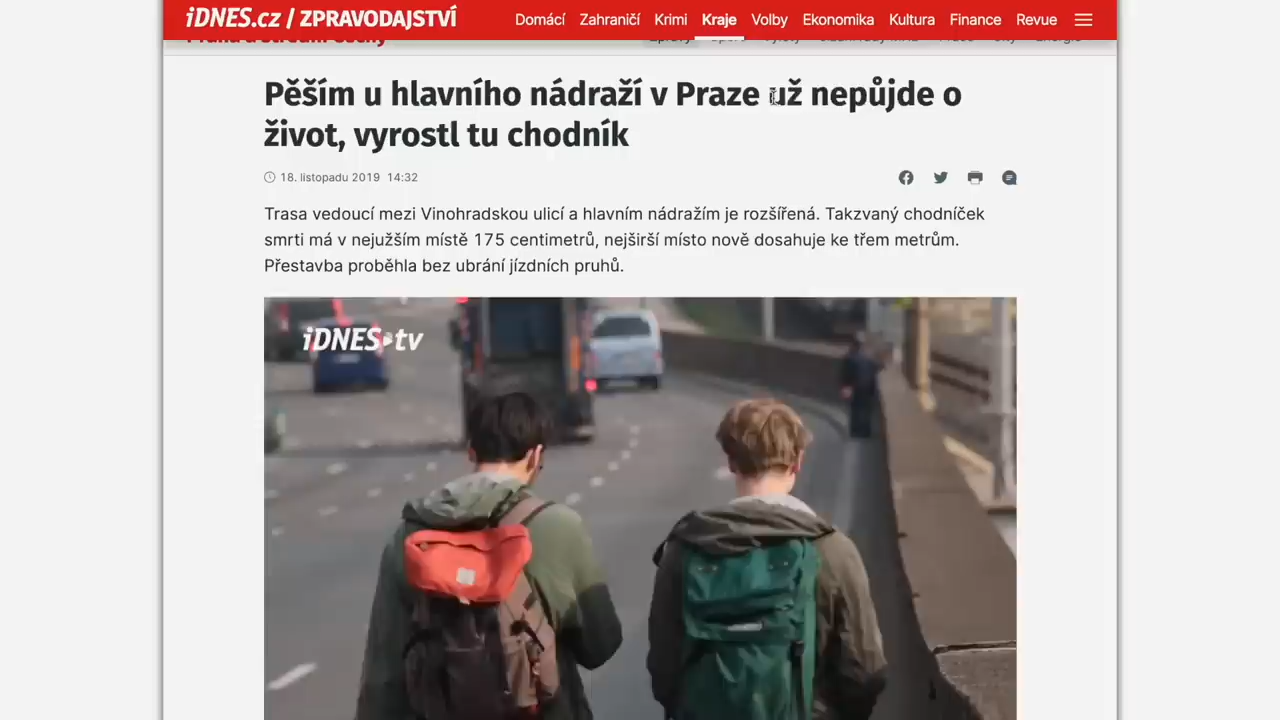 iDNES.cz / ZPRAVODAJSTVÍ
Domácí Zahraničí Krimi Kraje Volby Ekonomika Kultura Finance Revue
Pěším u hlavního nádraží v Praze už nepůjde o
život, vyrostl tu chodník
18. listopadu 2019 14:32
Trasa vedoucí mezi Vinohradskou ulicí a hlavním nádražím je rozšířená. Takzvaný chodníček
smrti má v nejužším místě 175 centimetrů, nejširší místo nově dosahuje ke třem metrům.
Přestavba proběhla bez ubrání jízdních pruhů.
iDNES tv